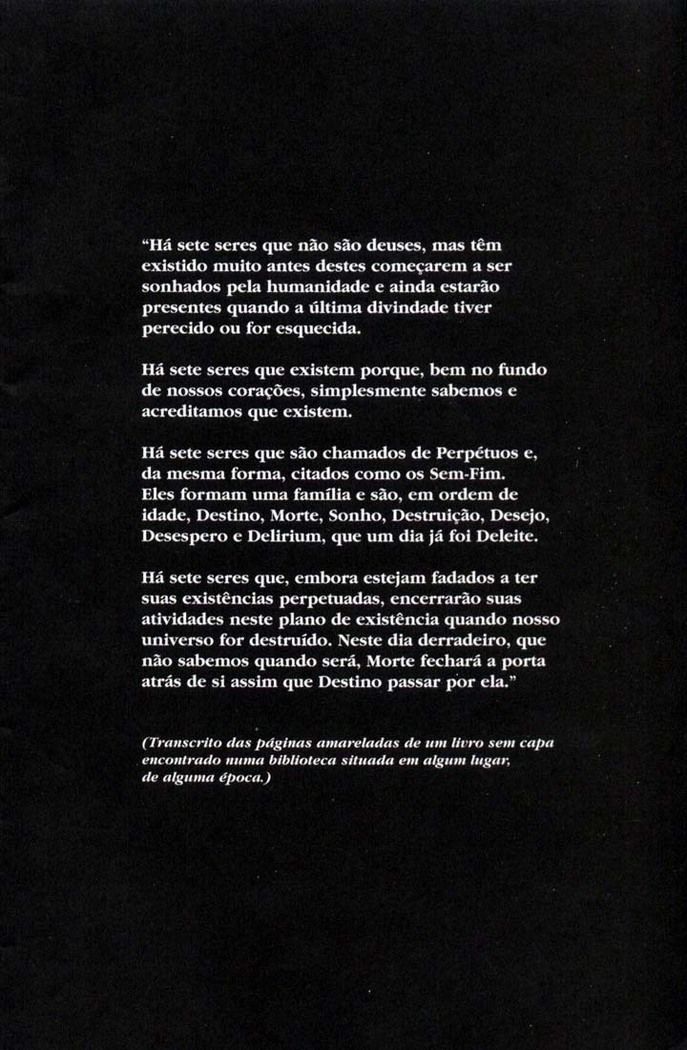 “Há sete seres que não são deuses, mas têm
existido muito antes destes começarem a ser
sonhados pela humanidade e ainda estarão
presentes quando a última divindade tiver
perecido ou for esquecida.
Há sete seres que existem porque, bem no fundo
de nossos corações, simplesmente sabemos e
acreditamos que existem.
Há sete seres que são chamados de Perpétuos e,
da mesma forma, citados como os Sem-Fim.
Eles formam uma família e são, em ordem de
idade, Destino, Morte, Sonho, Destruição, Desejo,
Desespero e Delirium, que um dia já foi Deleite.
Há sete seres que, embora estejam fadados a ter
suas existências perpetuadas, encerrarão suas
atividades neste plano de existência quando nosso
universo for destruído. Neste dia derradeiro, que
não sabemos quando será, Morte fechará a porta
atrás de si assim que Destino passar por ela.”
(Transcrito das páginas amareladas de um livro sem capa
encontrado numa biblioteca situada em algum lugar,
de alguma época.)